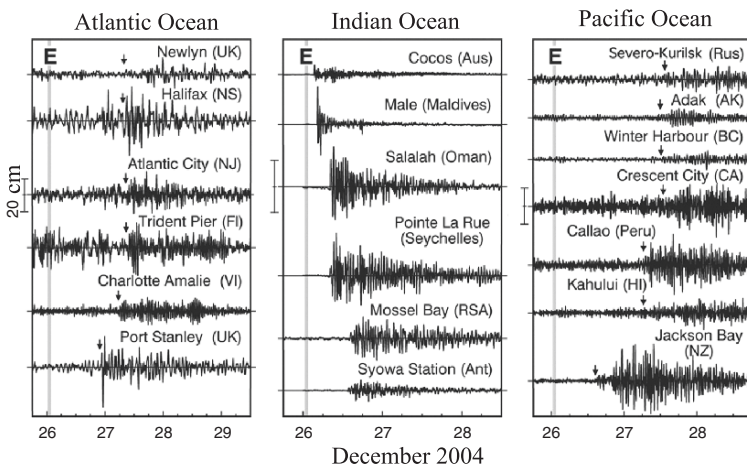 Atlantic Ocean
E
Newlyn (UK)
Halifax (NS)
Atlantic City (NJ)
Trident Pier (Fl)
Charlotte Amalie (VI)
Port Stanley (UK)
20 cm
26 27 28 29
Indian Ocean
E
Cocos (Aus)
Male (Maldives)
Salalah (Oman)
Pointe La Rue
(Seychelles)
Mossel Bay (RSA)
Syowa Station (Ant)
26 27 28
Pacific Ocean
E
Severo-Kurilsk (Rus)
Adak (AK)
Winter Harbour (BC)
Crescent City (CA)
Callao (Peru)
Kahului (HI)
Jackson Bay
(NZ)
26 27 28
December 2004